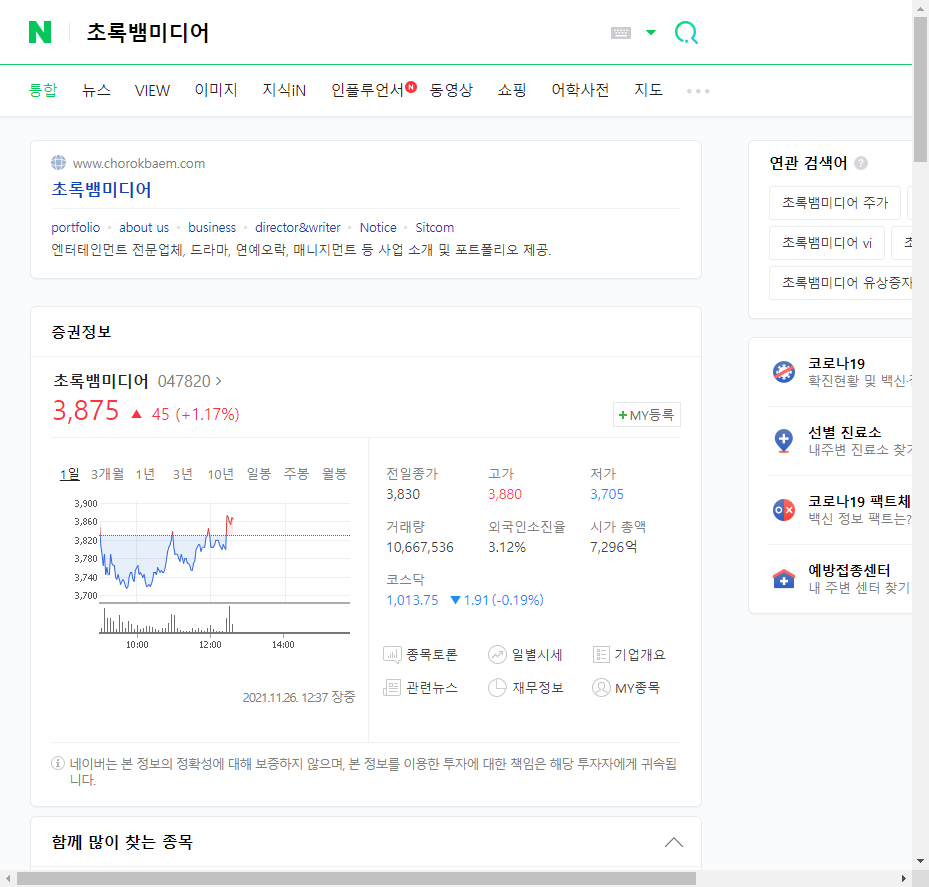 N 초록뱀미디어
통합 뉴스 VIEW 이미지 지식iN 인플루언서 N 동영상 쇼핑 어학사전 지도
www.chorokbaem.com
초록뱀미디어
portfolio · about us · business · director&writer · Notice · Sitcom
엔터테인먼트 전문업체, 드라마, 연예오락, 매니지먼트 등 사업 소개 및 포트폴리오 제공.
증권정보
초록뱀미디어 047820 >
3,875 ▲ 45 (+1.17%)
+MY등록
1일 3개월 1년 3년 10년 일봉 주봉 월봉
3,900
3,860
3,820
3,780
3,740
3,700
10:00 12:00 14:00
2021.11.26. 12:37 장중
전일종가 고가 저가
3,830 3,880 3,705
거래량 외국인소진율 시가 총액
10,667,536 3.12% 7,296억
코스닥
1,013.75 ▼1.91 (-0.19%)
종목토론 일별시세 기업개요
관련뉴스 재무정보 MY종목
네이버는 본 정보의 정확성에 대해 보증하지 않으며, 본 정보를 이용한 투자에 대한 책임은 해당 투자자에게 귀속됩
니다.
함께 많이 찾는 종목
연관 검색어 ?
초록뱀미디어 주가
초록뱀미디어 vi
초록뱀미디어 유상증자
코로나19
확진현황 및 백신·
선별 진료소
내주변 진료소 찾기
코로나19 팩트체
백신 정보 팩트는?
예방접종센터
내 주변 센터 찾기